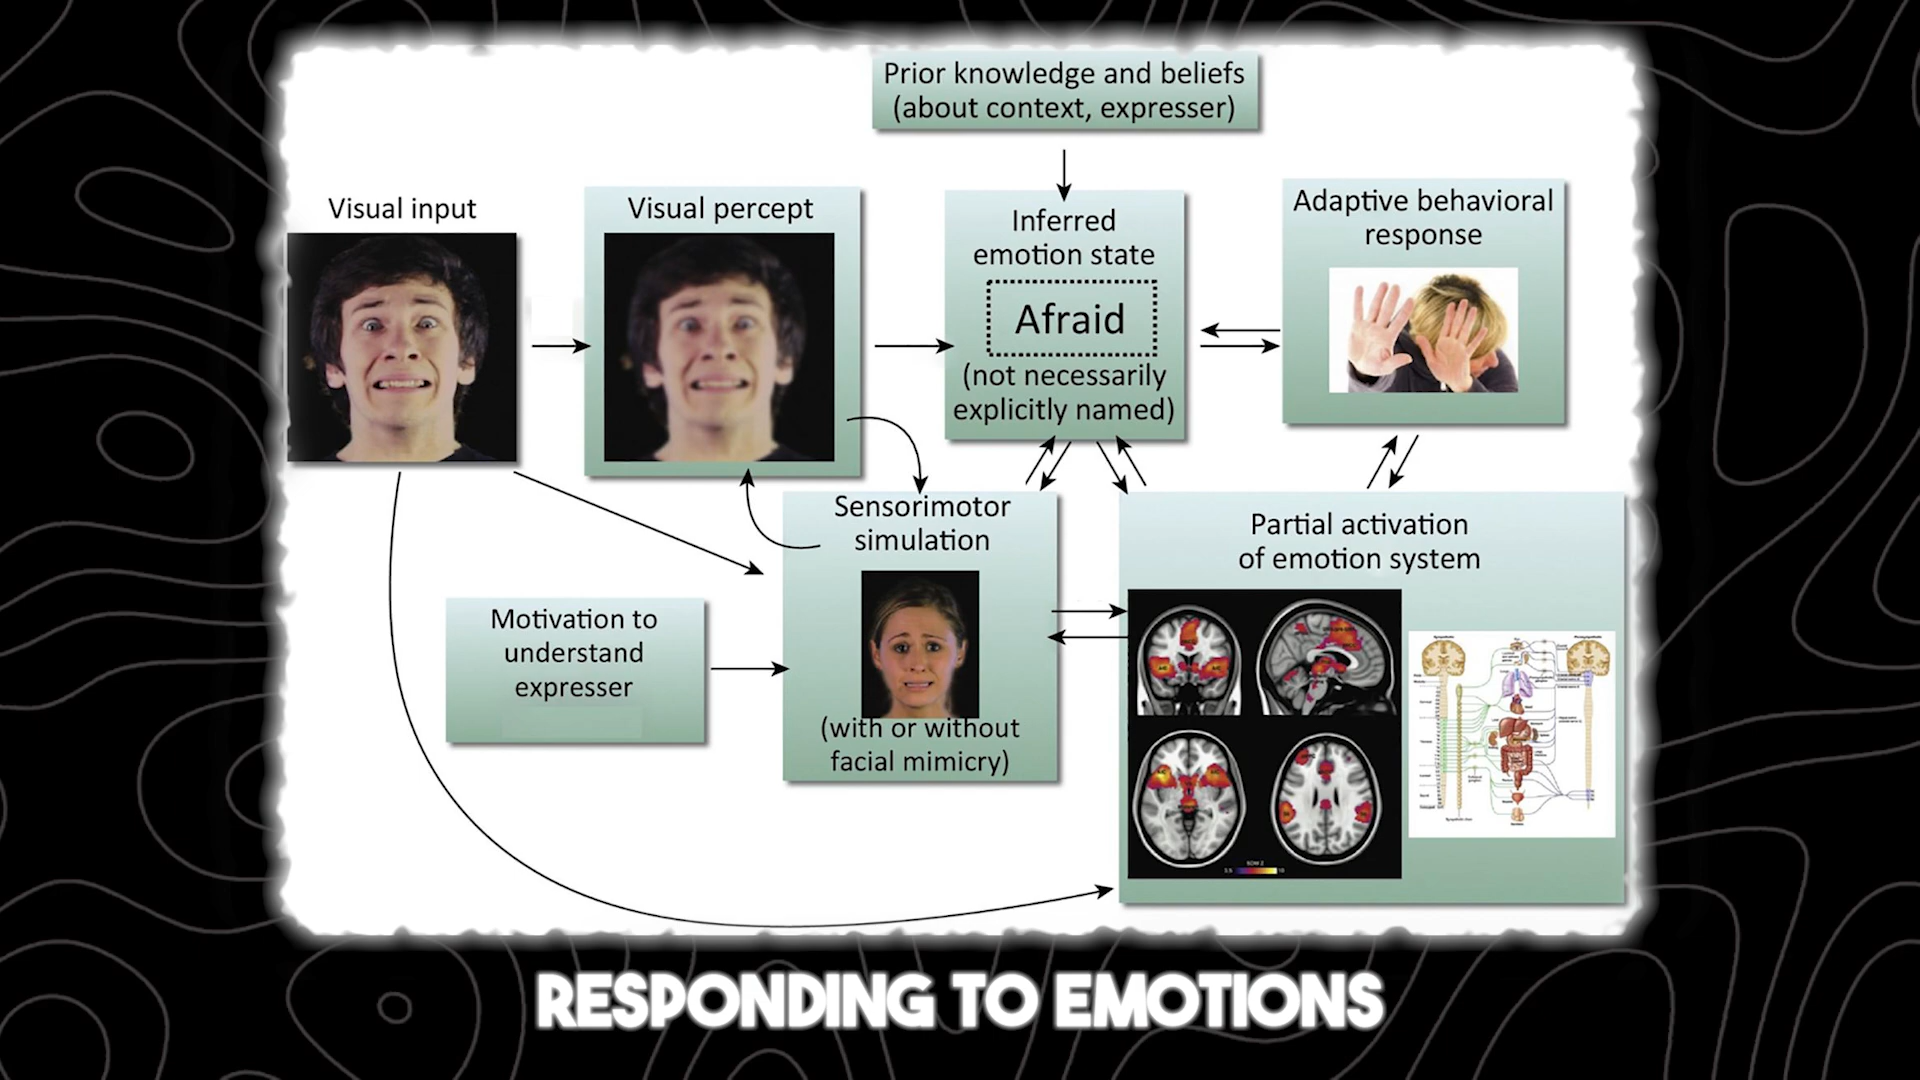 Prior knowledge and beliefs
(about context, expresser)
Visual input
Visual percept
Inferred
emotion state
Afraid
(not necessarily
explicitly named)
Adaptive behavioral
response
Sensorimotor
simulation
(with or without
facial mimicry)
Motivation to
understand
expresser
Partial activation
of emotion system
RESPONDING TO EMOTIONS